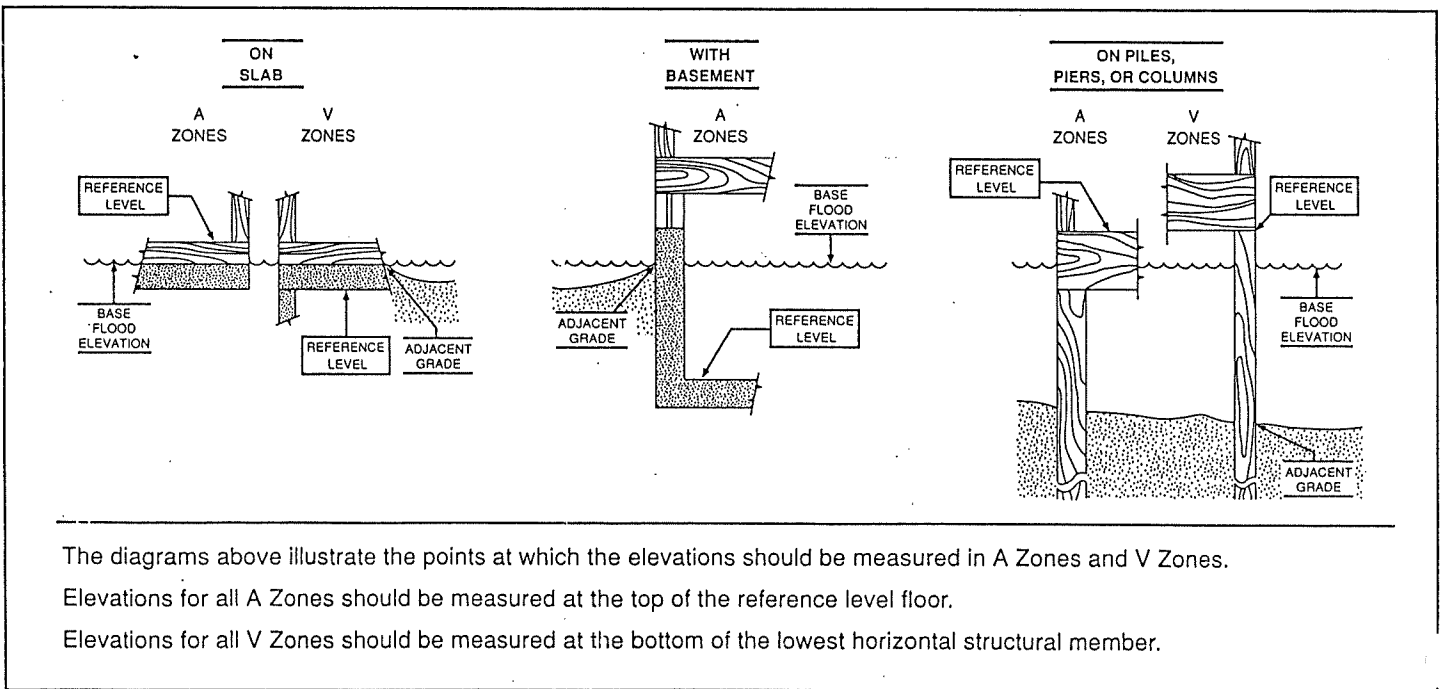 ON
SLAB
A
ZONES
V
ZONES
REFERENCE
LEVEL
BASE
FLOOD
ELEVATION
REFERENCE
LEVEL
ADJACENT
GRADE
WITH
BASEMENT
A
ZONES
BASE
FLOOD
ELEVATION
ADJACENT
GRADE
REFERENCE
LEVEL
ON PILES,
PIERS, OR COLUMNS
A
ZONES
V
ZONES
REFERENCE
LEVEL
REFERENCE
LEVEL
BASE
FLOOD
ELEVATION
ADJACENT
GRADE
The diagrams above illustrate the points at which the elevations should be measured in A Zones and V Zones.
Elevations for all A Zones should be measured at the top of the reference level floor.
Elevations for all V Zones should be measured at the bottom of the lowest horizontal structural member.